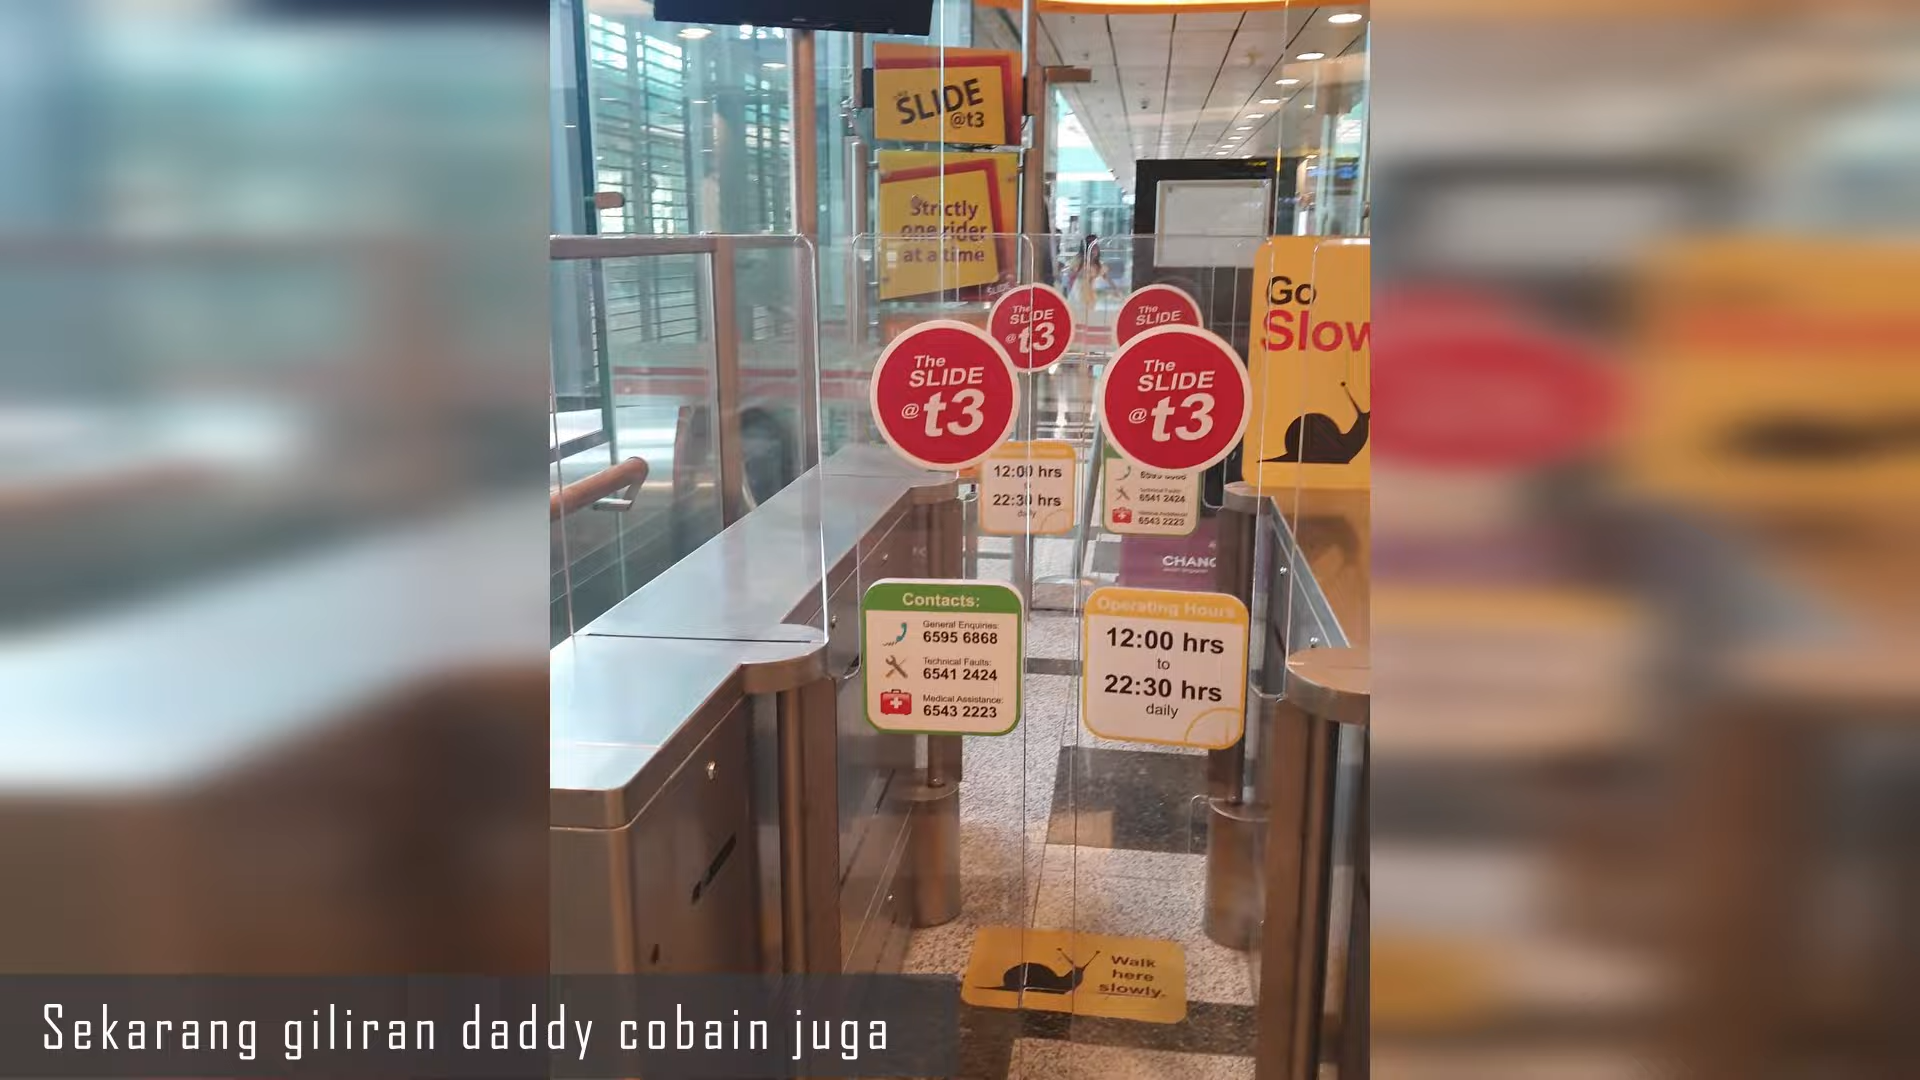 SLIDE
@t3
Strictly
one rider
at a time
SLIDE
The
SLIDE
@t3
The
SLIDE
The
SLIDE
@t3
The
SLIDE
@t3
Go
Slow
12:00 hrs
22:30 hrs
daily
6541 2424
6543 2223
CHANG
Contacts:
General Enquiries:
6595 6868
Technical Faults:
6541 2424
Medical Assistance:
6543 2223
Operating Hours
12:00 hrs
to
22:30 hrs
daily
Walk
here
slowly.
Sekarang giliran daddy cobain juga